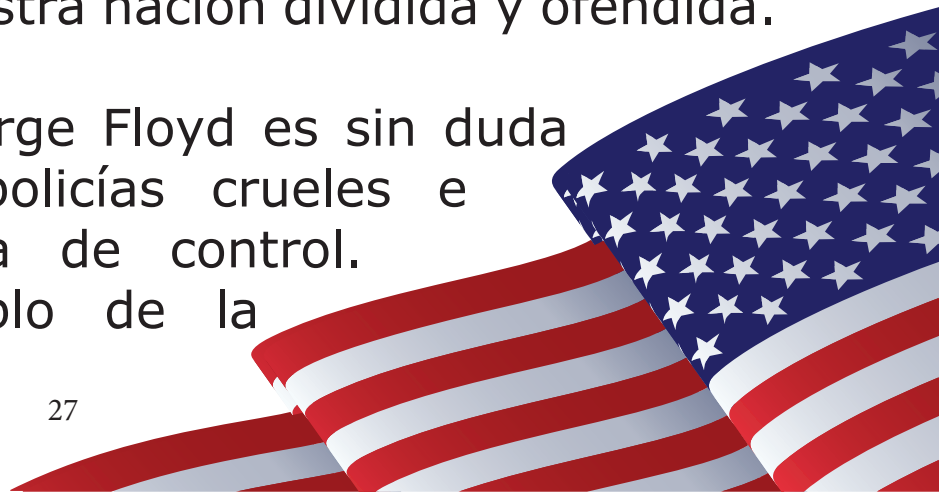 stra nación dividida y ofendida.
rge Floyd es sin duda
policías crueles e
a de control.
plo de la
27